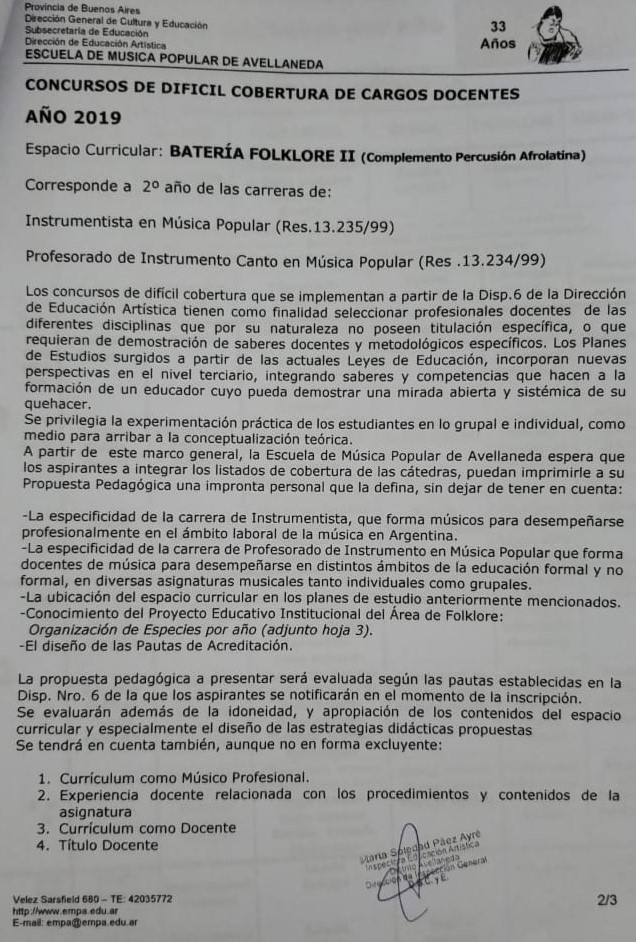 Provincia de Buenos Aires
Dirección General de Cultura y Educación
Subsecretaría de Educación
Dirección de Educación Artística
ESCUELA DE MUSICA POPULAR DE AVELLANEDA
33
Años
CONCURSOS DE DIFICIL COBERTURA DE CARGOS DOCENTES
AÑO 2019
Espacio Curricular: BATERÍA FOLKLORE II (Complemento Percusión Afrolatina)
Corresponde a 2º año de las carreras de:
Instrumentista en Música Popular (Res.13.235/99)
Profesorado de Instrumento Canto en Música Popular (Res .13.234/99)
Los concursos de difícil cobertura que se implementan a partir de la Disp.6 de la Dirección
de Educación Artística tienen como finalidad seleccionar profesionales docentes de las
diferentes disciplinas que por su naturaleza no poseen titulación específica, o que
requieran de demostración de saberes docentes y metodológicos específicos. Los Planes
de Estudios surgidos a partir de las actuales Leyes de Educación, incorporan nuevas
perspectivas en el nivel terciario, integrando saberes y competencias que hacen a la
formación de un educador cuyo pueda demostrar una mirada abierta y sistémica de su
quehacer.
Se privilegia la experimentación práctica de los estudiantes en lo grupal e individual, como
medio para arribar a la conceptualización teórica.
A partir de este marco general, la Escuela de Música Popular de Avellaneda espera que
los aspirantes a integrar los listados de cobertura de las cátedras, puedan imprimirle a su
Propuesta Pedagógica una impronta personal que la defina, sin dejar de tener en cuenta:
-La especificidad de la carrera de Instrumentista, que forma músicos para desempeñarse
profesionalmente en el ámbito laboral de la música en Argentina.
-La especificidad de la carrera de Profesorado de Instrumento en Música Popular que forma
docentes de música para desempeñarse en distintos ámbitos de la educación formal y no
formal, en diversas asignaturas musicales tanto individuales como grupales.
-La ubicación del espacio curricular en los planes de estudio anteriormente mencionados.
-Conocimiento del Proyecto Educativo Institucional del Área de Folklore:
Organización de Especies por año (adjunto hoja 3).
-El diseño de las Pautas de Acreditación.
La propuesta pedagógica a presentar será evaluada según las pautas establecidas en la
Disp. Nro. 6 de la que los aspirantes se notificarán en el momento de la inscripción.
Se evaluarán además de la idoneidad, y apropiación de los contenidos del espacio
curricular y especialmente el diseño de las estrategias didácticas propuestas
Se tendrá en cuenta también, aunque no en forma excluyente:
1. Currículum como Músico Profesional.
2. Experiencia docente relacionada con los procedimientos y contenidos de la
asignatura
3. Currículum como Docente
4. Título Docente
María Soledad Páez Ayré
Inspectora Educación Artística
Distrito Avellaneda
Dirección de Inspección General
D.G.C. y E.
Velez Sarsfield 680 – TE: 42035772
http://www.empa.edu.ar
E-mail: empa@empa.edu.ar
2/3